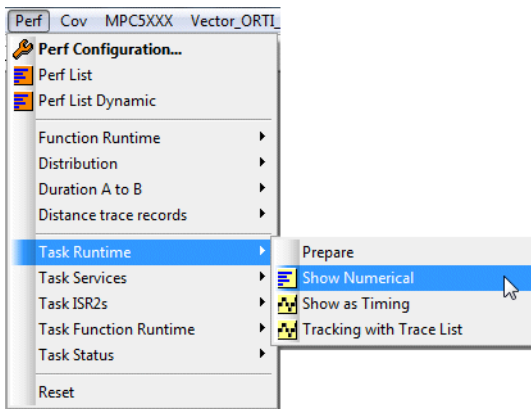 Perf Cov MPC5XXX Vector_ORTI_
Perf Configuration...
Perf List
Perf List Dynamic
Function Runtime
Distribution
Duration A to B
Distance trace records
Task Runtime
Prepare
Task Services
Show Numerical
Task ISR2s
Show as Timing
Task Function Runtime
Tracking with Trace List
Task Status
Reset